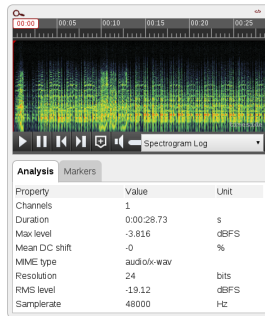 00:00 00:05 00:10 00:15 00:20 00:25
Spectrogram Log
Analysis Markers
Property Value Unit
Channels 1
Duration 0:00:28.73 s
Max level -3.816 dBFS
Mean DC shift -0 %
MIME type audio/x-wav
Resolution 24 bits
RMS level -19.12 dBFS
Samplerate 48000 Hz